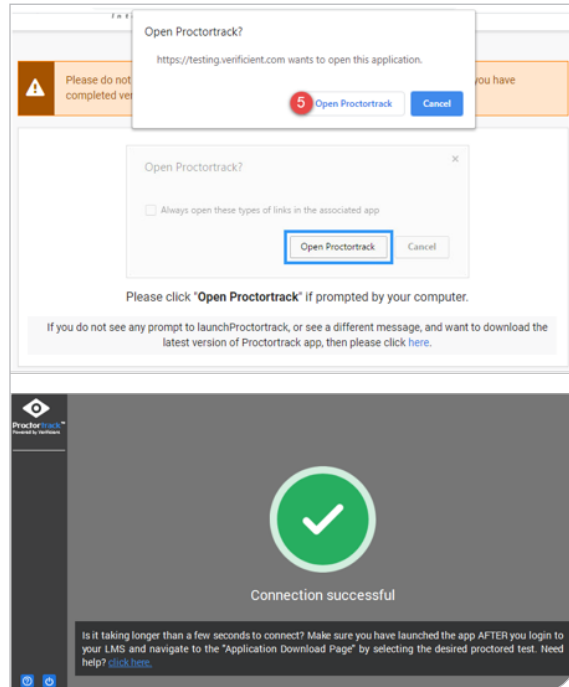 Int
Open Proctortrack?
https://testing.verificient.com wants to open this application.
5 Open Proctortrack Cancel
Please do not
you have
completed ver
Open Proctortrack? ×
Always open these types of links in the associated app
Open Proctortrack Cancel
Please click "Open Proctortrack" if prompted by your computer.
If you do not see any prompt to launchProctortrack, or see a different message, and want to download the
latest version of Proctortrack app, then please click here.
Proctortrack™
Powered by Verificient
Connection successful
Is it taking longer than a few seconds to connect? Make sure you have launched the app AFTER you login to
your LMS and navigate to the "Application Download Page" by selecting the desired proctored test. Need
help? click here.